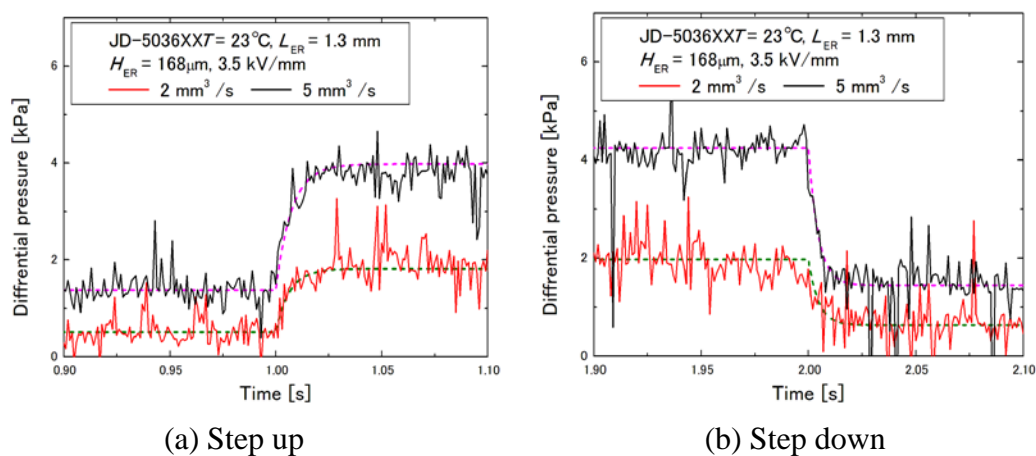 JD-5036XXT = 23°C, L_ER = 1.3 mm
H_ER = 168μm, 3.5 kV/mm
2 mm³ /s 5 mm³ /s
Diffrential pressure [kPa]
6
4
2
0
0.90 0.95 1.00 1.05 1.10
Time [s]
(a) Step up
JD-5036XXT = 23°C, L_ER = 1.3 mm
H_ER = 168μm, 3.5 kV/mm
2 mm³ /s 5 mm³ /s
Diffrential pressure [kPa]
6
4
2
0
1.90 1.95 2.00 2.05 2.10
Time [s]
(b) Step down